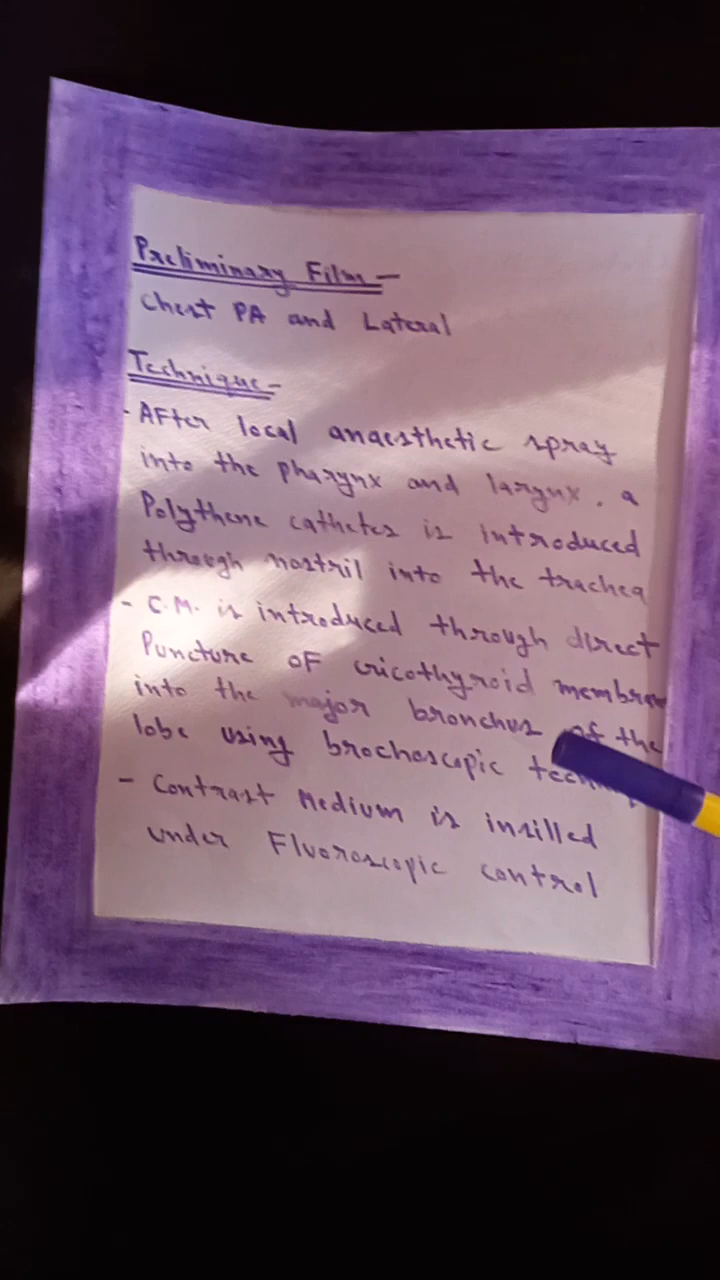 Preliminary Film -
Chest PA and Lateral
Technique -
- AFter local anaesthetic spray
into the pharynx and larynx, a
Polythene catheter is introduced
through nostril into the trachea
- C.M. is introduced through direct
Puncture OF cricothyroid membrane
into the major bronchus of the
lobe using brochoscopic
- Contrast Medium is insilled
under Fluoroscopic control